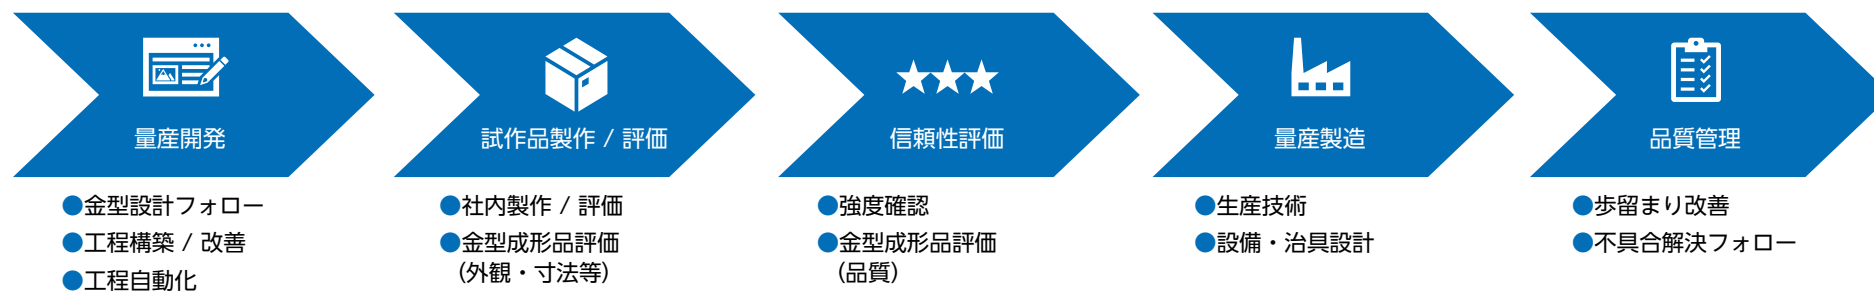 量産開発
●金型設計フォロー
●工程構築 / 改善
●工程自動化
試作品製作 / 評価
●社内製作 / 評価
●金型成形品評価
(外観・寸法等)
信頼性評価
●強度確認
●金型成形品評価
(品質)
量産製造
●生産技術
●設備・治具設計
品質管理
●歩留まり改善
●不具合解決フォロー